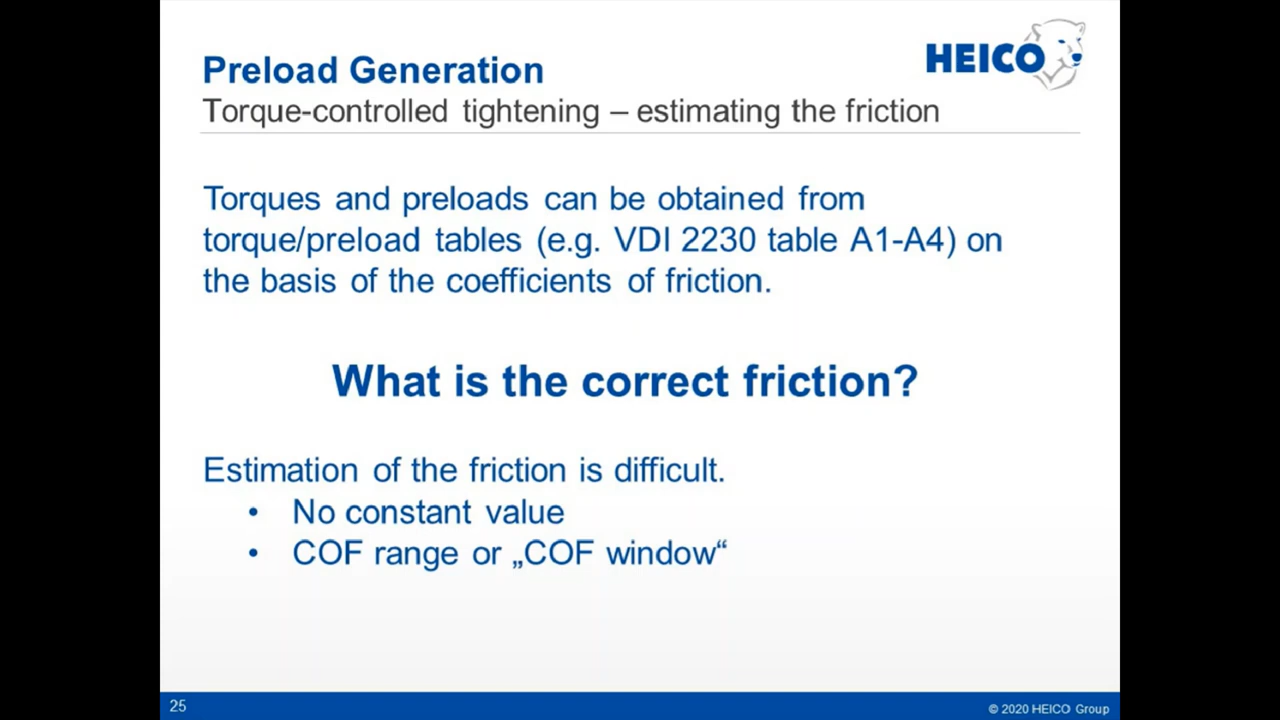 Preload Generation
HEICO
Torque-controlled tightening – estimating the friction
Torques and preloads can be obtained from
torque/preload tables (e.g. VDI 2230 table A1-A4) on
the basis of the coefficients of friction.
What is the correct friction?
Estimation of the friction is difficult.
• No constant value
• COF range or „COF window“
25
© 2020 HEICO Group